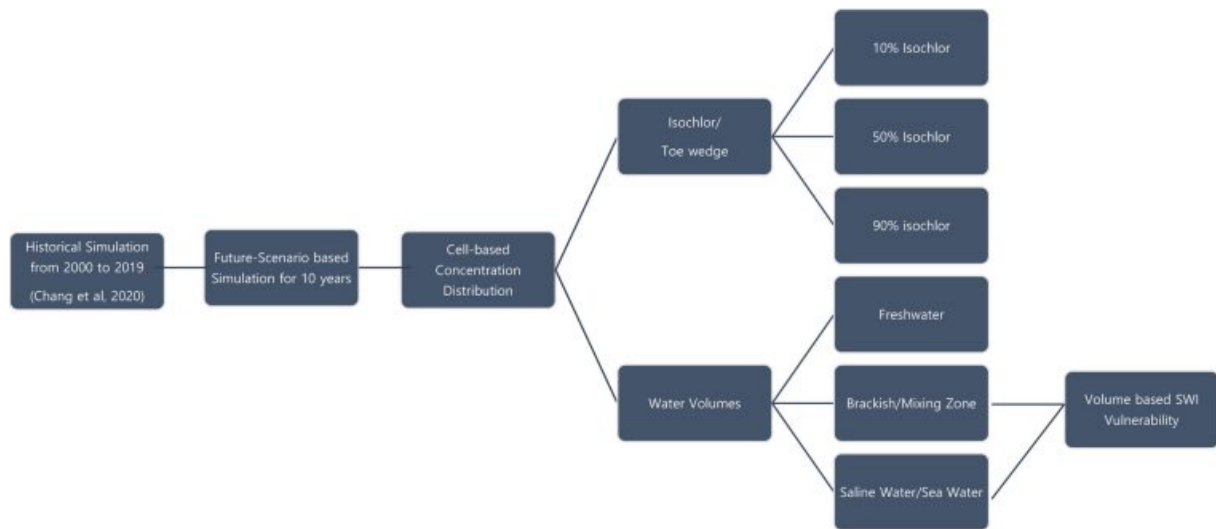 Historical Simulation
from 2000 to 2019
(Chang et al, 2020)
Future-Scenario based
Simulation for 10 years
Cell-based
Concentration
Distribution
Isochlor/
Toe wedge
10% Isochlor
50% Isochlor
90% isochlor
Water Volumes
Freshwater
Brackish/Mixing Zone
Saline Water/Sea Water
Volume based SWI
Vulnerability